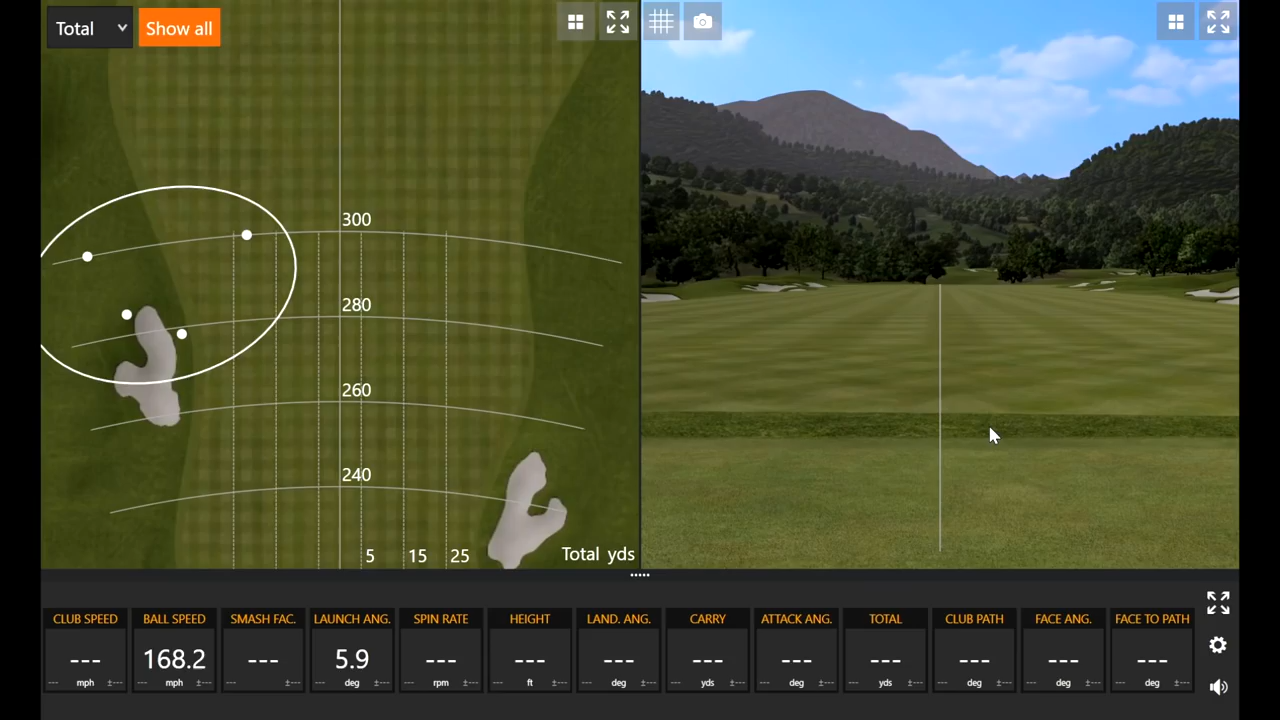 Total
Show all
300
280
260
240
5 15 25 Total yds
CLUB SPEED BALL SPEED SMASH FAC. LAUNCH ANG. SPIN RATE HEIGHT LAND. ANG. CARRY ATTACK ANG. TOTAL CLUB PATH FACE ANG. FACE TO PATH
--- 168.2 --- 5.9 --- --- --- --- --- --- --- --- ---
--- mph ±--- --- mph ±--- --- ±--- --- deg ±--- --- rpm ±--- --- ft ±--- --- deg ±--- --- yds ±--- --- deg ±--- --- yds ±--- --- deg ±--- --- deg ±--- --- deg ±---